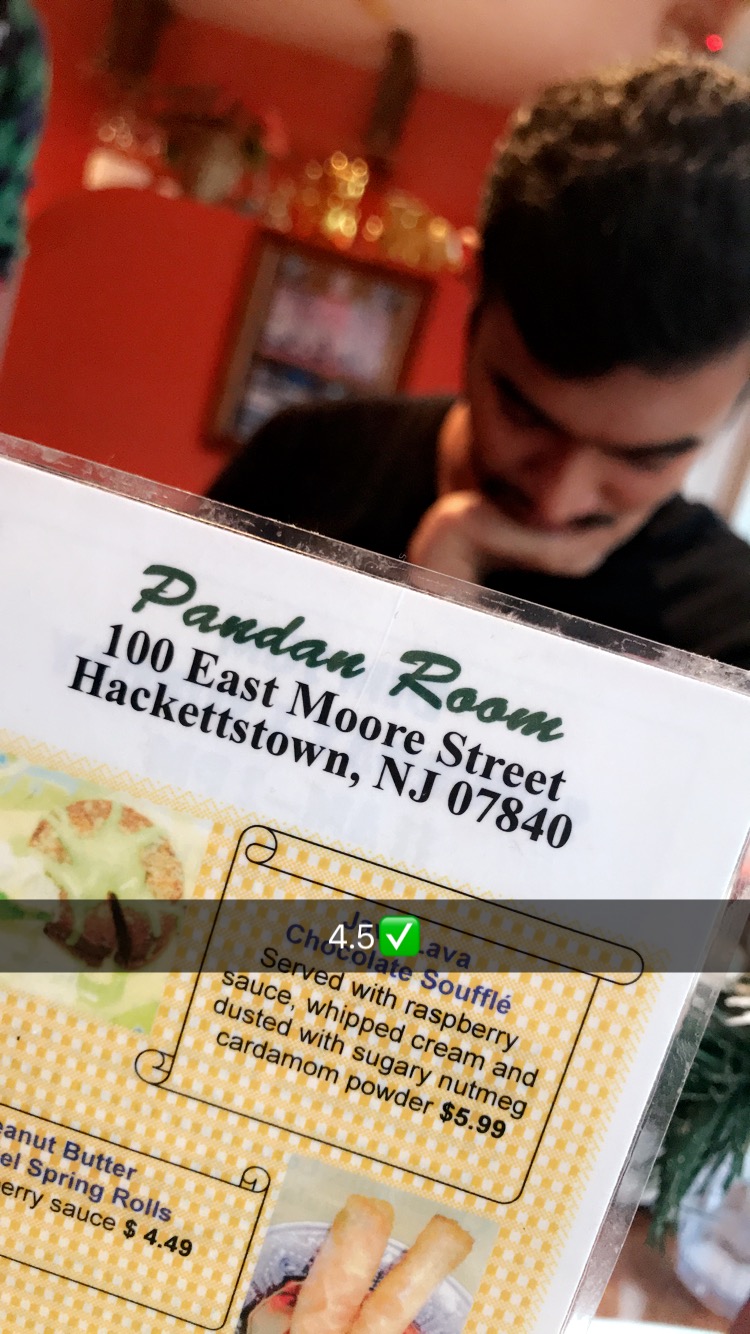 Pandan Room
100 East Moore Street
Hackettstown, NJ 07840
4.5✅
Chocolate Soufflé
Served with raspberry
sauce, whipped cream and
dusted with sugary nutmeg
cardamom powder $5.99
Butter
Spring Rolls
sauce $ 4.49